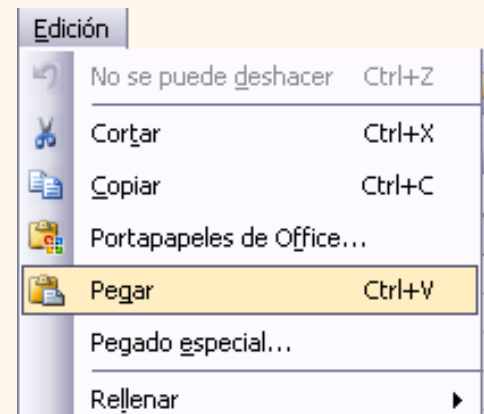 Edición
No se puede deshacer Ctrl+Z
Cortar Ctrl+X
Copiar Ctrl+C
Portapapeles de Office...
Pegar Ctrl+V
Pegado especial...
Rellenar